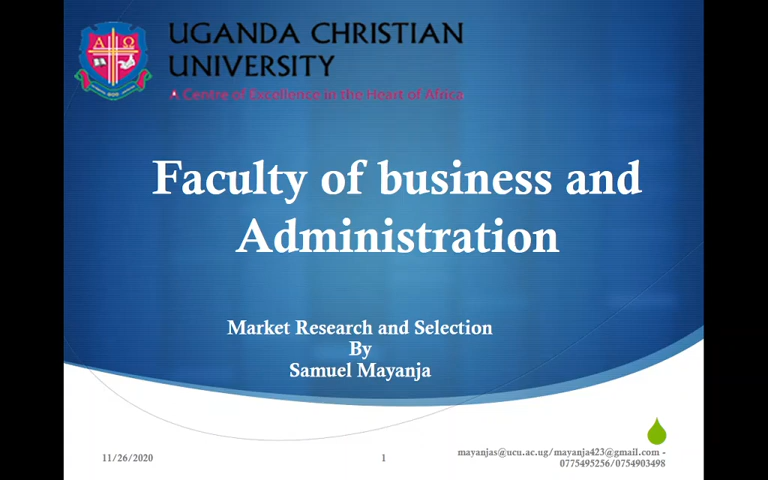 UGANDA CHRISTIAN
UNIVERSITY
A Centre of Excellence in the Heart of Africa
Faculty of business and
Administration
Market Research and Selection
By
Samuel Mayanja
11/26/2020
1
mayanjas@ucu.ac.ug/mayanja423@gmail.com -
0775495256/0754903498